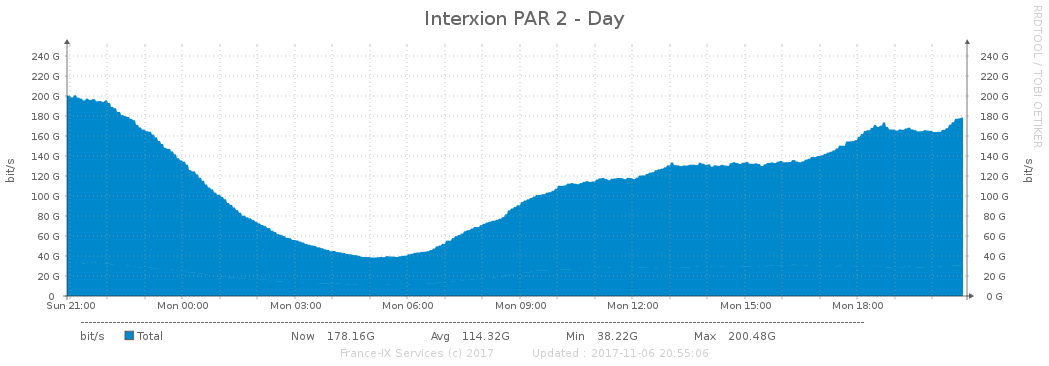 Interxion PAR 2 - Day
RRDTOOL / TOBI OETIKER
240 G 240 G
220 G 220 G
200 G 200 G
180 G 180 G
160 G 160 G
140 G 140 G
120 G 120 G
100 G 100 G
80 G 80 G
60 G 60 G
40 G 40 G
20 G 20 G
0 0 G
bit/s bit/s
Sun 21:00 Mon 00:00 Mon 03:00 Mon 06:00 Mon 09:00 Mon 12:00 Mon 15:00 Mon 18:00
bit/s Total Now 178.16G Avg 114.32G Min 38.22G Max 200.48G
France-IX Services (c) 2017 Updated : 2017-11-06 20:55:06